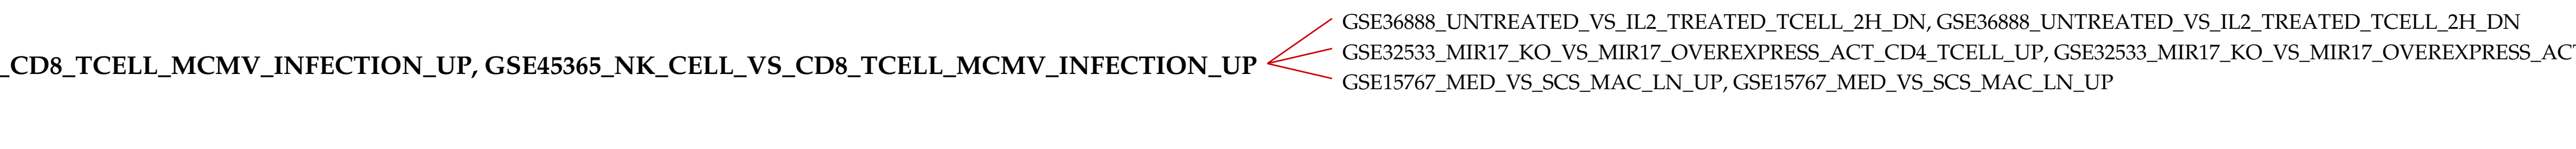 GSE36888_UNTREATED_VS_IL2_TREATED_TCELL_2H_DN, GSE36888_UNTREATED_VS_IL2_TREATED_TCELL_2H_DN
GSE32533_MIR17_KO_VS_MIR17_OVEREXPRESS_ACT_CD4_TCELL_UP, GSE32533_MIR17_KO_VS_MIR17_OVEREXPRESS_AC
_CD8_TCELL_MCMV_INFECTION_UP, GSE45365_NK_CELL_VS_CD8_TCELL_MCMV_INFECTION_UP
GSE15767_MED_VS_SCS_MAC_LN_UP, GSE15767_MED_VS_SCS_MAC_LN_UP